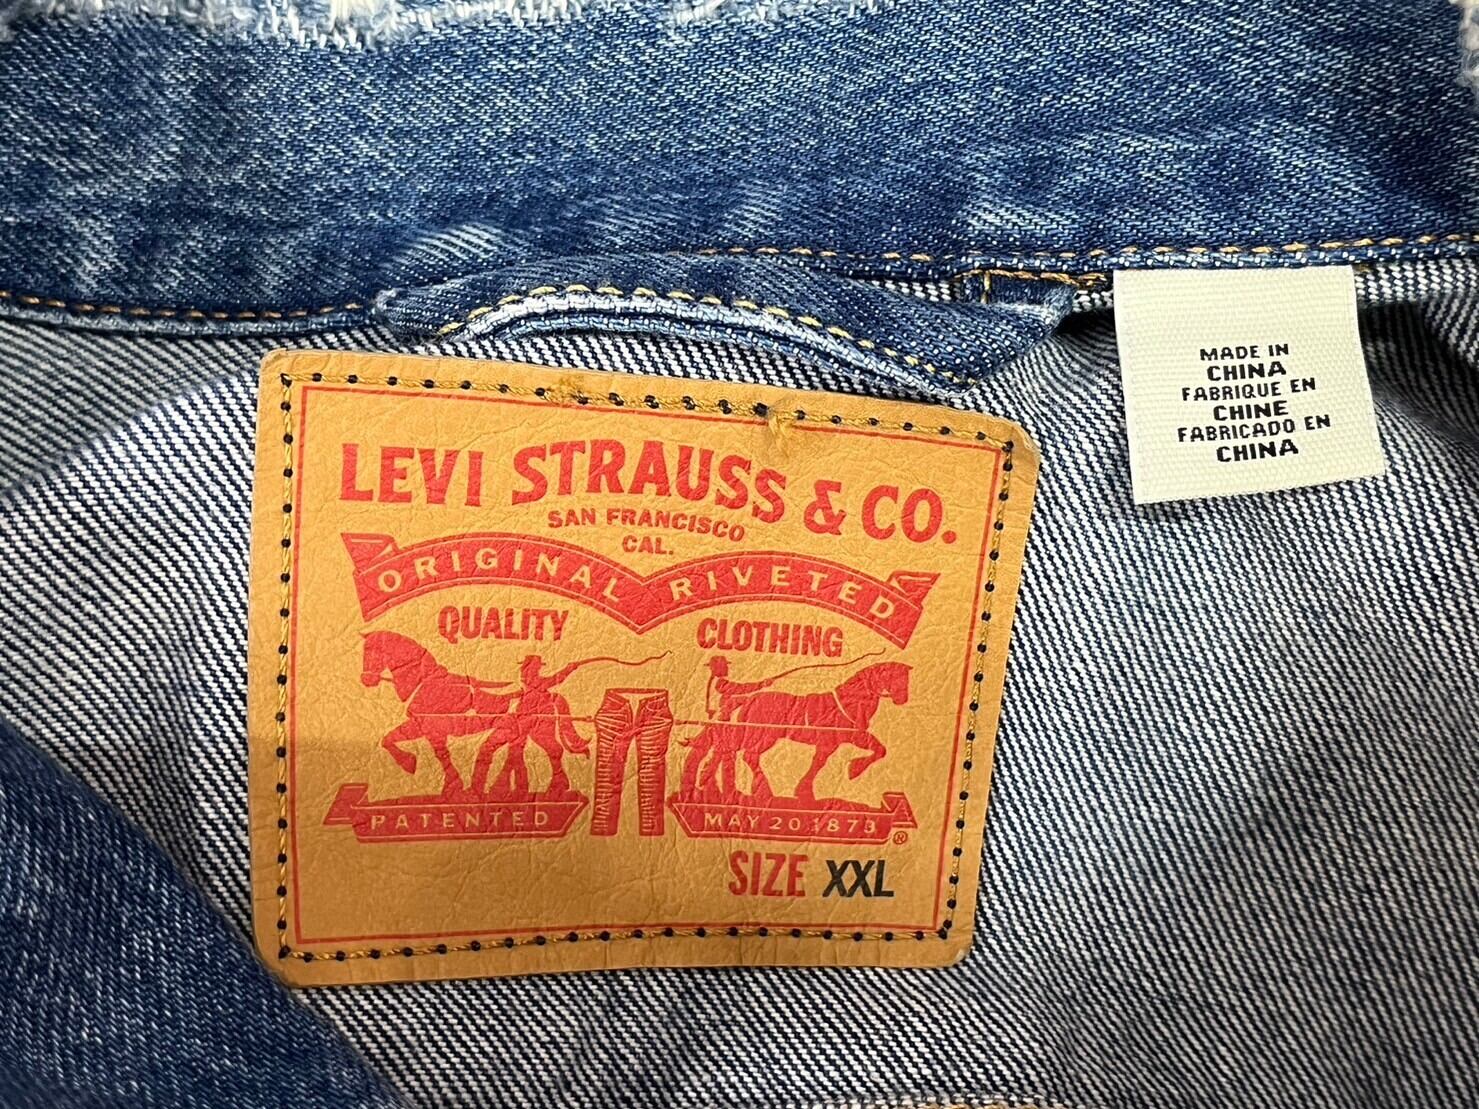 LEVI STRAUSS & CO.
SAN FRANCISCO
CAL.
ORIGINAL RIVETED
QUALITY CLOTHING
PATENTED MAY 20 1873 ®
SIZE XXL
MADE IN
CHINA
FABRIQUE EN
CHINE
FABRICADO EN
CHINA